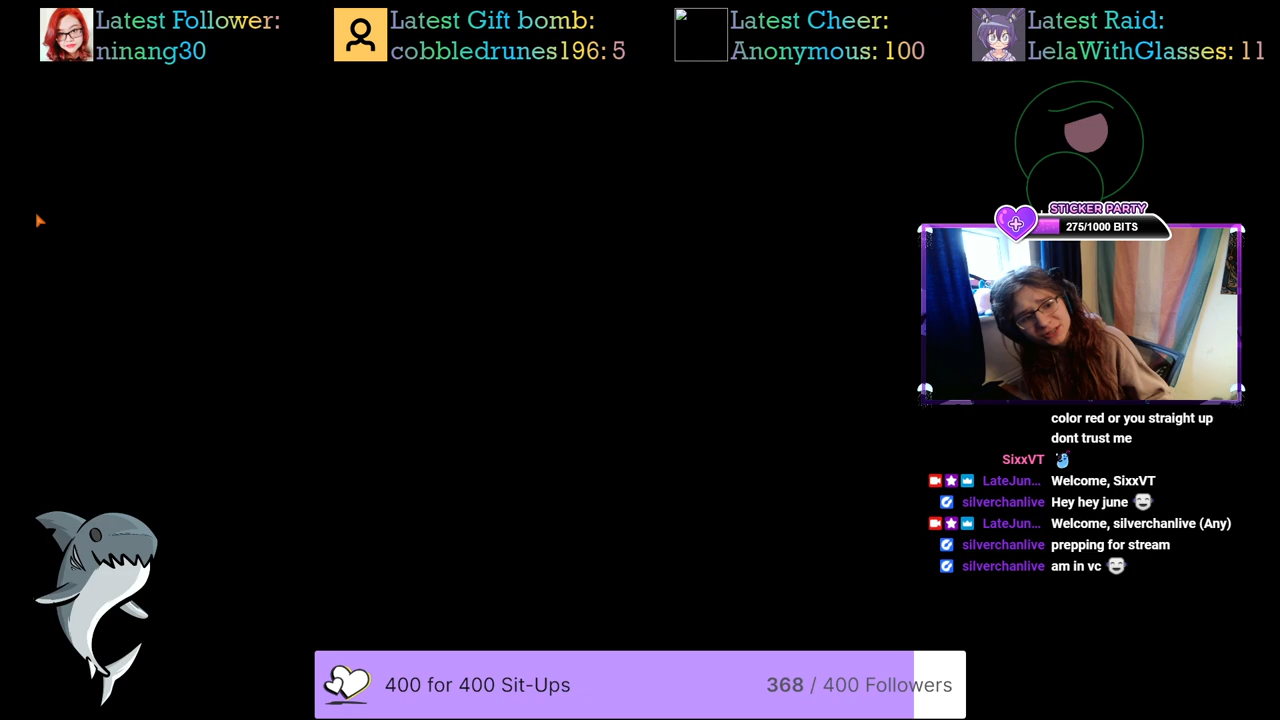 Latest Follower:
ninang30
Latest Gift bomb:
cobbledrunes196: 5
Latest Cheer:
Anonymous: 100
Latest Raid:
LelaWithGlasses: 11
STICKER PARTY
275/1000 BITS
color red or you straight up
dont trust me
SixxVT
LateJun... Welcome, SixxVT
silverchanlive Hey hey june
LateJun... Welcome, silverchanlive (Any)
silverchanlive prepping for stream
silverchanlive am in vc
400 for 400 Sit-Ups 368 / 400 Followers